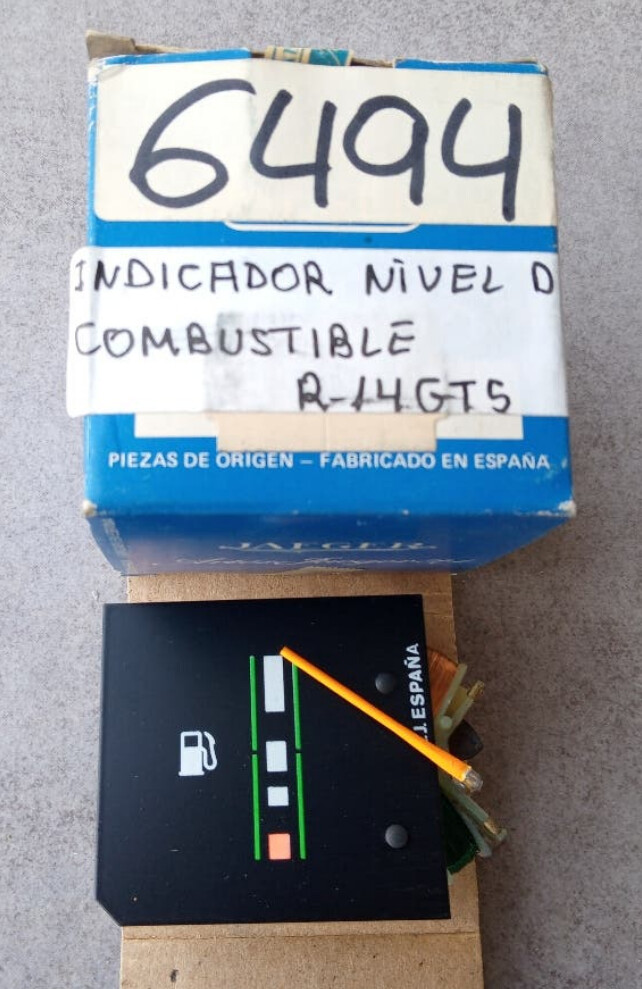 6494
INDICADOR NIVEL D
COMBUSTIBLE
R-14GTS
PIEZAS DE ORIGEN – FABRICADO EN ESPAÑA
JAEGER
J. ESPAÑA